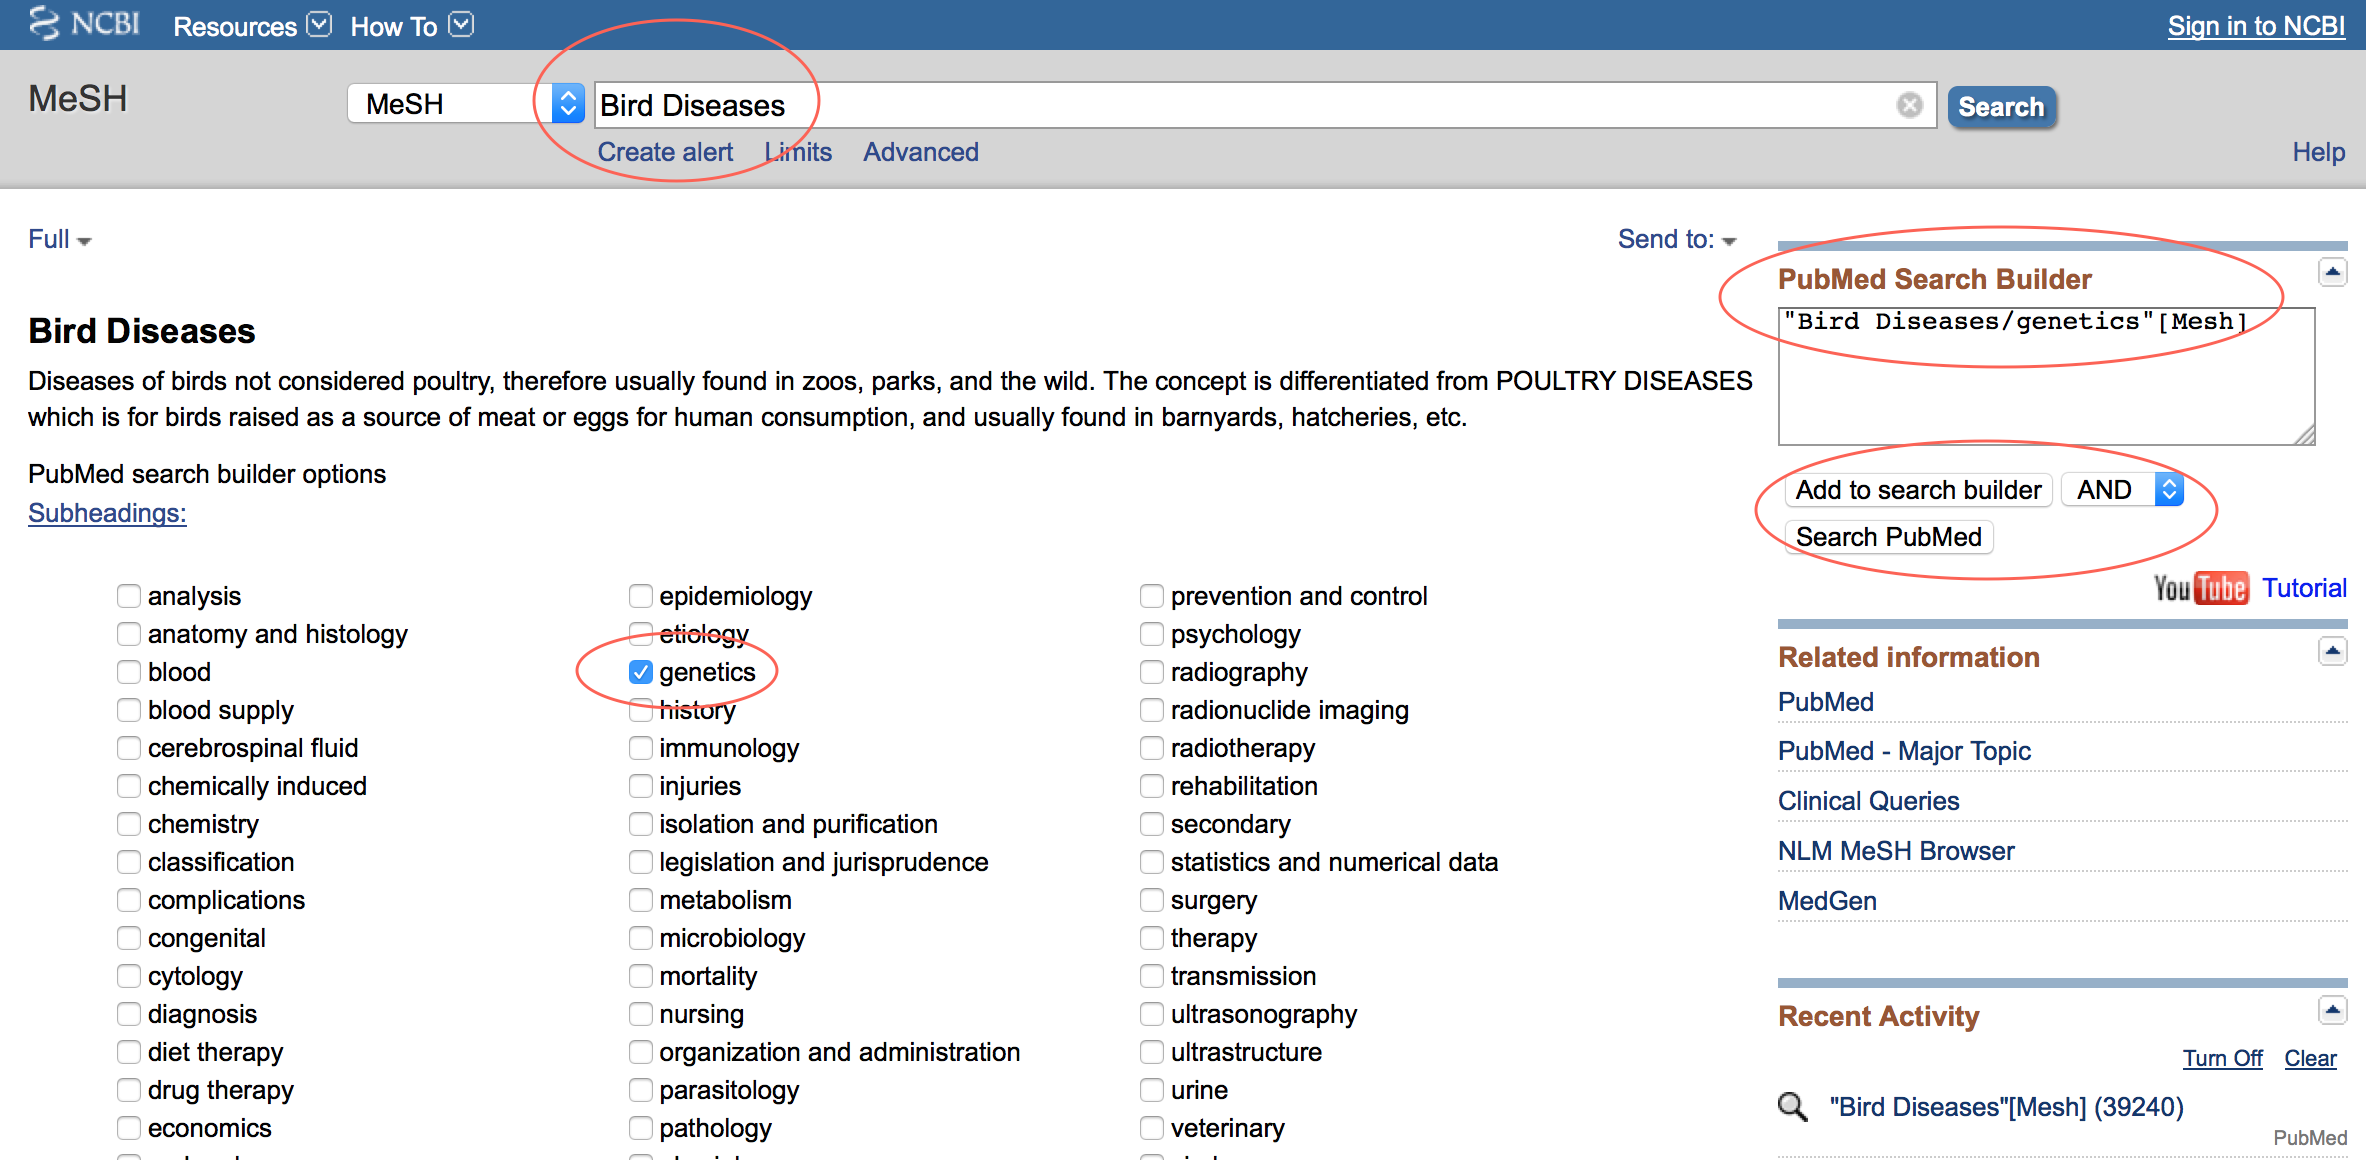 NCBI Resources How To Sign in to NCBI
MeSH MeSH Bird Diseases Search
Create alert Limits Advanced Help
Full Send to:
PubMed Search Builder
"Bird Diseases/genetics"[Mesh]
Add to search builder AND
Search PubMed
YouTube Tutorial
Bird Diseases
Diseases of birds not considered poultry, therefore usually found in zoos, parks, and the wild. The concept is differentiated from POULTRY DISEASES
which is for birds raised as a source of meat or eggs for human consumption, and usually found in barnyards, hatcheries, etc.
PubMed search builder options
Subheadings:
analysis
anatomy and histology
blood
blood supply
cerebrospinal fluid
chemically induced
chemistry
classification
complications
congenital
cytology
diagnosis
diet therapy
drug therapy
economics
epidemiology
etiology
genetics
history
immunology
injuries
isolation and purification
legislation and jurisprudence
metabolism
microbiology
mortality
nursing
organization and administration
parasitology
pathology
prevention and control
psychology
radiography
radionuclide imaging
radiotherapy
rehabilitation
secondary
statistics and numerical data
surgery
therapy
transmission
ultrasonography
ultrastructure
urine
veterinary
Related information
PubMed
PubMed - Major Topic
Clinical Queries
NLM MeSH Browser
MedGen
Recent Activity
Turn Off Clear
"Bird Diseases"[Mesh] (39240)
PubMed